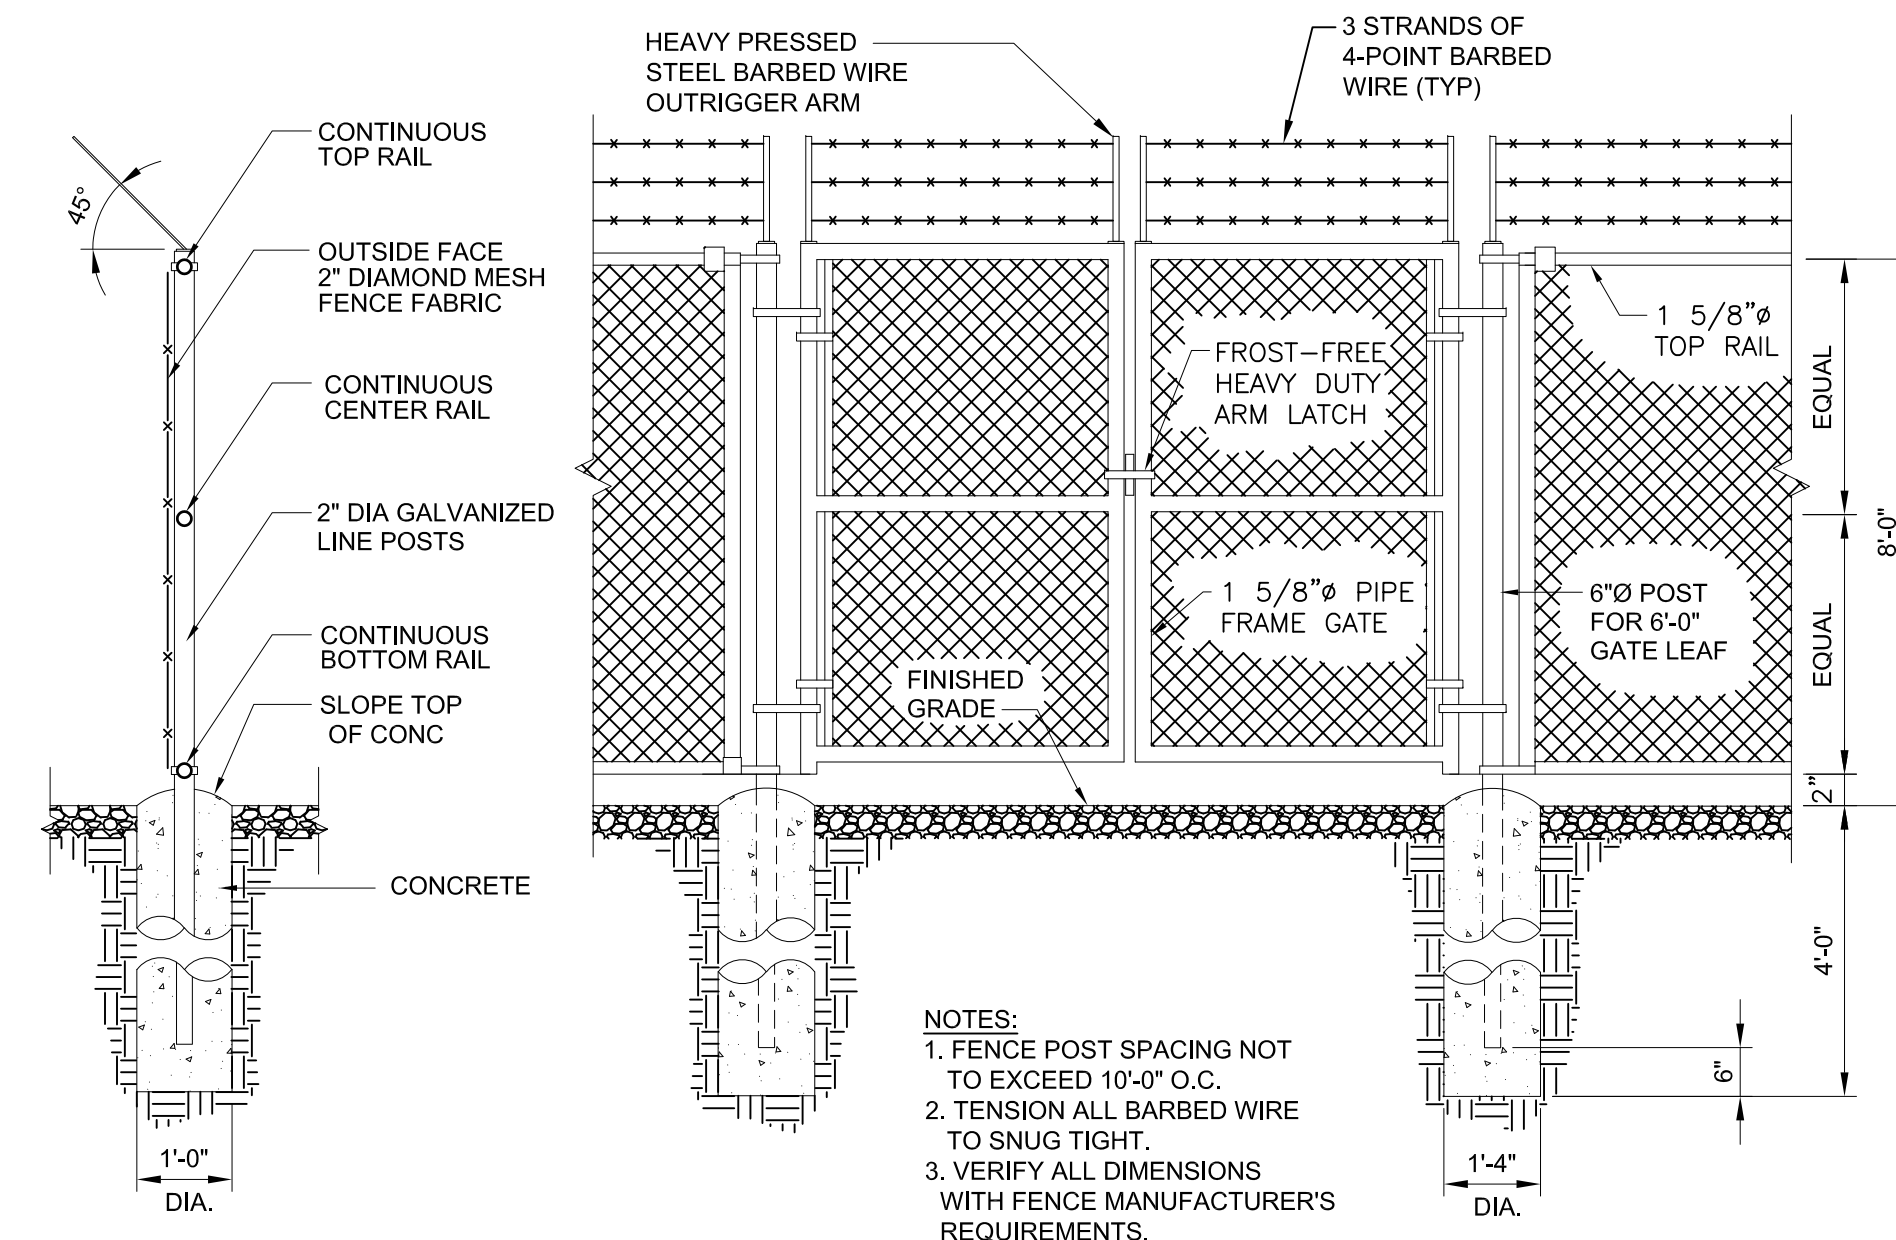 HEAVY PRESSED
STEEL BARBED WIRE
OUTRIGGER ARM
3 STRANDS OF
4-POINT BARBED
WIRE (TYP)
CONTINUOUS
TOP RAIL
45°
OUTSIDE FACE
2" DIAMOND MESH
FENCE FABRIC
CONTINUOUS
CENTER RAIL
2" DIA GALVANIZED
LINE POSTS
CONTINUOUS
BOTTOM RAIL
SLOPE TOP
OF CONC
CONCRETE
1'-0"
DIA.
FROST-FREE
HEAVY DUTY
ARM LATCH
1 5/8"ø
TOP RAIL
1 5/8"ø PIPE
FRAME GATE
6"Ø POST
FOR 6'-0"
GATE LEAF
FINISHED
GRADE
EQUAL
EQUAL
8'-0"
2"
4'-0"
6"
1'-4"
DIA.
NOTES:
1. FENCE POST SPACING NOT
TO EXCEED 10'-0" O.C.
2. TENSION ALL BARBED WIRE
TO SNUG TIGHT.
3. VERIFY ALL DIMENSIONS
WITH FENCE MANUFACTURER'S
REQUIREMENTS.